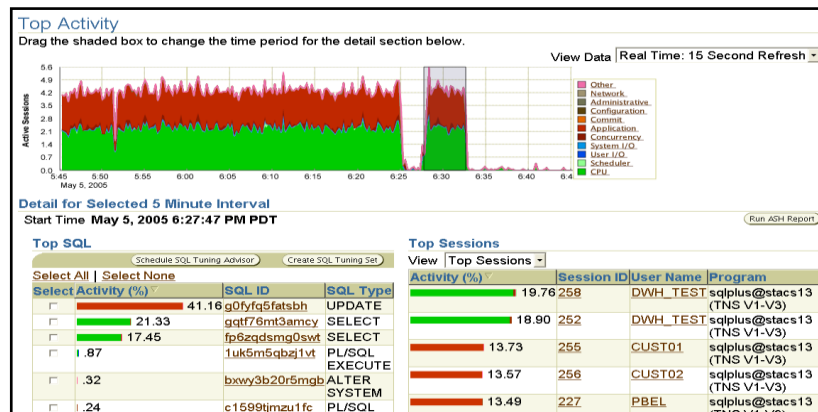 Top Activity
Drag the shaded box to change the time period for the detail section below.
View Data Real Time: 15 Second Refresh
5.6
4.9
4.2
3.5
2.8
2.1
1.4
0.7
0.0
Active Sessions
5:45 5:50 5:55 6:00 6:05 6:10 6:15 6:20 6:25 6:30 6:35 6:40 6:4
May 5, 2005
Other
Network
Administrative
Configuration
Commit
Application
Concurrency
System I/O
User I/O
Scheduler
CPU
Detail for Selected 5 Minute Interval
Start Time May 5, 2005 6:27:47 PM PDT
Run ASH Report
Top SQL
Schedule SQL Tuning Advisor Create SQL Tuning Set
Select All | Select None
Select Activity (%) SQL ID SQL Type
41.16 g0fyfq5fatsbh UPDATE
21.33 gqtf76mt3amcy SELECT
17.45 fp6zqdsmg0swt SELECT
.87 1uk5m5qbzj1vt PL/SQL EXECUTE
.32 bxwy3b20r5mgb ALTER SYSTEM
.24 c1599tjmzu1fc PL/SQL
Top Sessions
View Top Sessions
Activity (%) Session ID User Name Program
19.76 258 DWH_TEST sqlplus@stacs13 (TNS V1-V3)
18.90 252 DWH_TEST sqlplus@stacs13 (TNS V1-V3)
13.73 255 CUST01 sqlplus@stacs13 (TNS V1-V3)
13.57 256 CUST02 sqlplus@stacs13 (TNS V1-V3)
13.49 227 PBEL sqlplus@stacs13